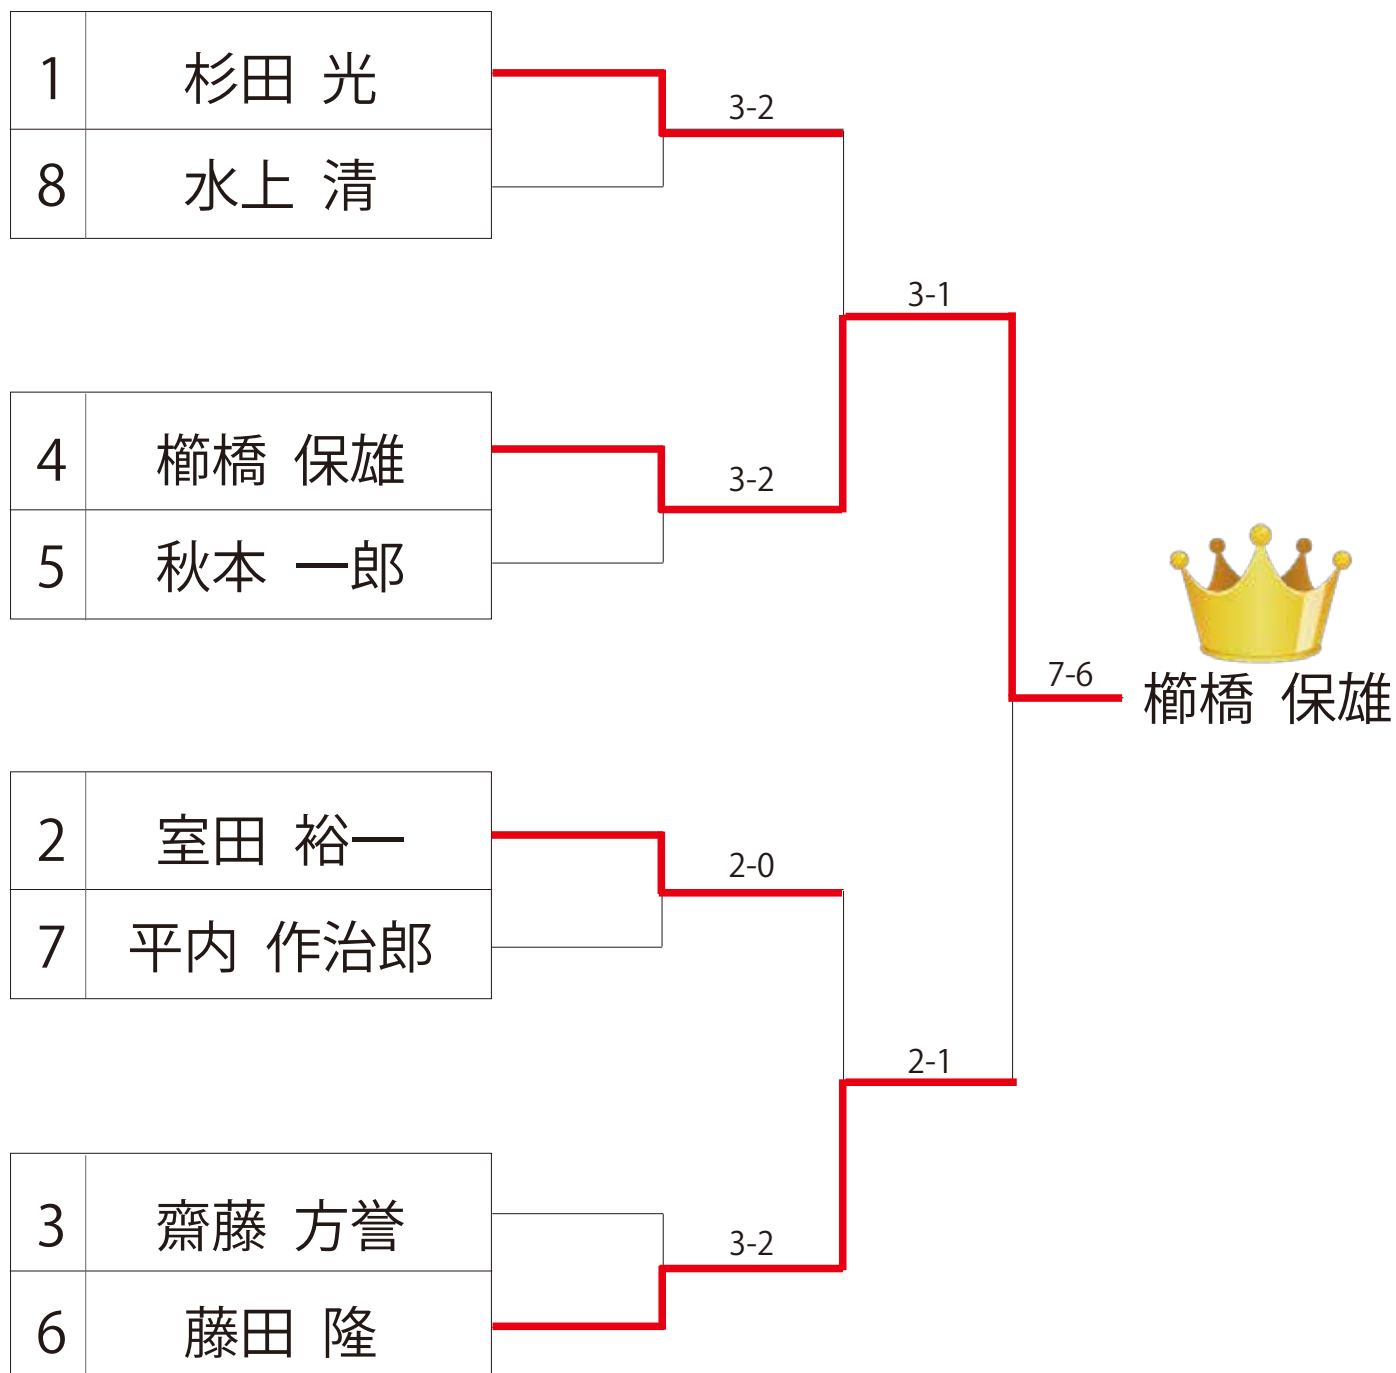 1 杉田 光
3-2
8 水上 清
3-1
4 櫛橋 保雄
3-2
5 秋本 一郎
7-6
櫛橋 保雄
2 室田 裕一
2-0
7 平内 作治郎
2-1
3 齋藤 方誉
3-2
6 藤田 隆